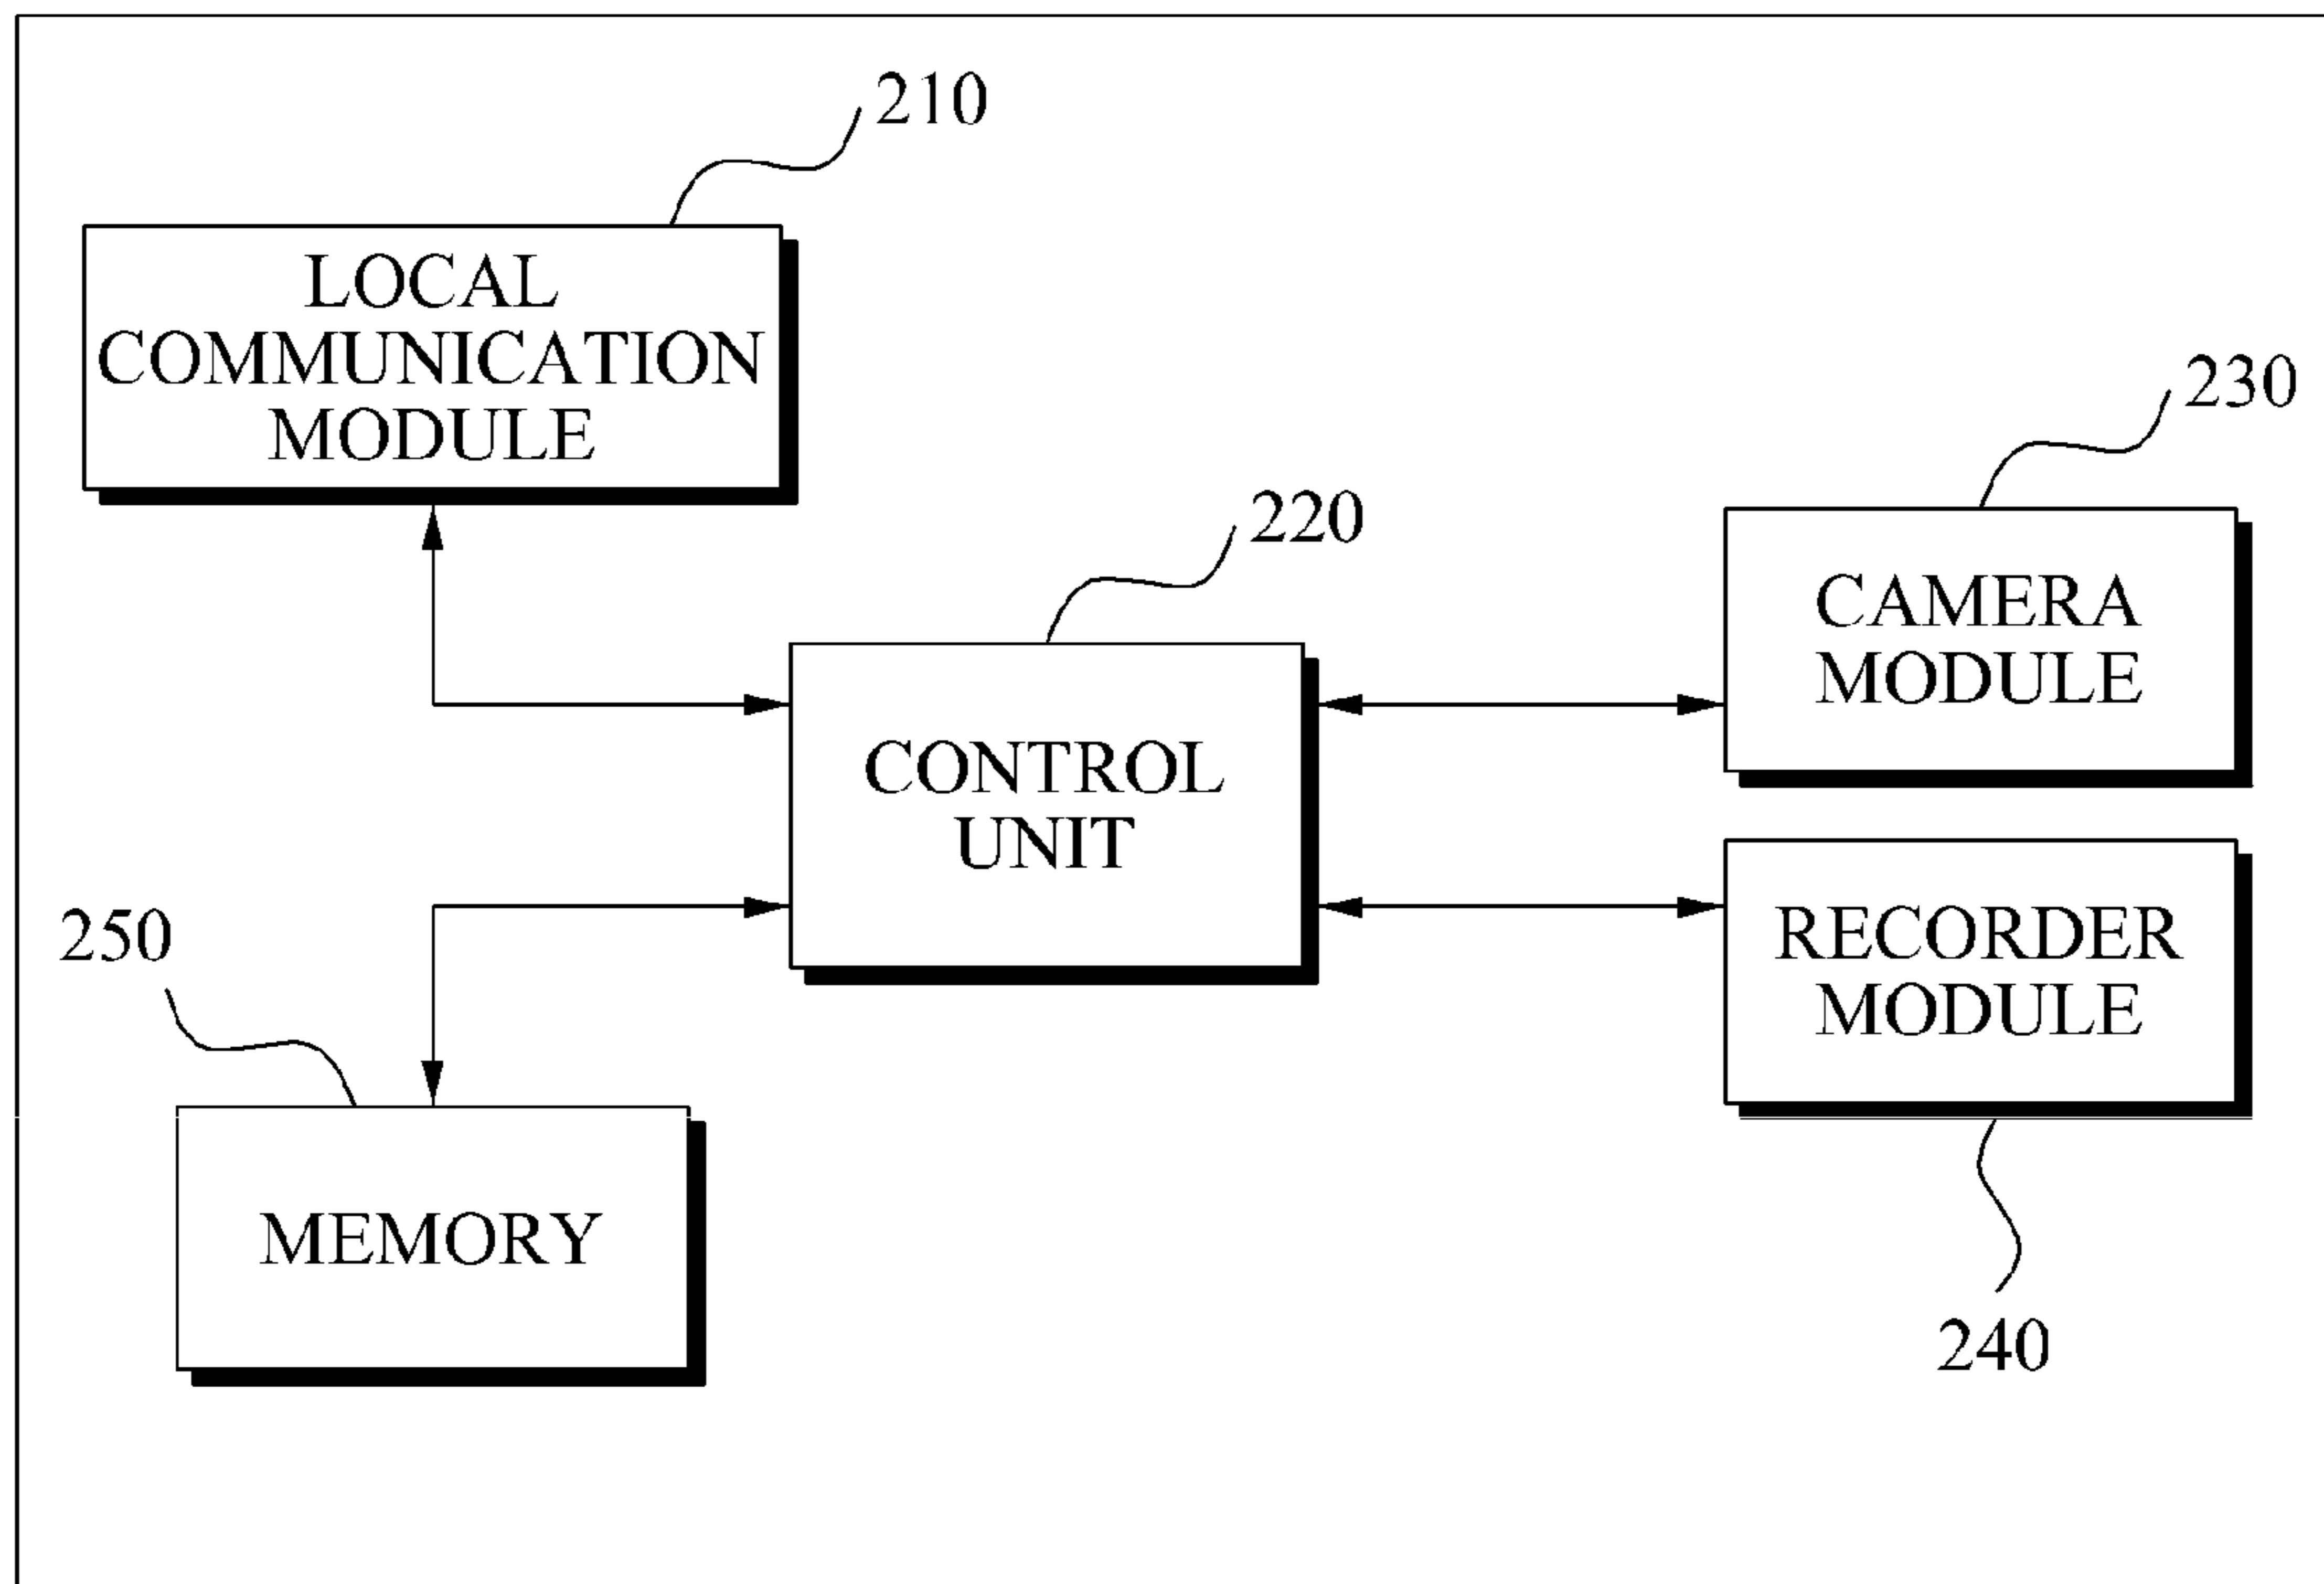 210
LOCAL
COMMUNICATION
MODULE
220
230
CAMERA
MODULE
CONTROL
UNIT
250
RECORDER
MODULE
MEMORY
240